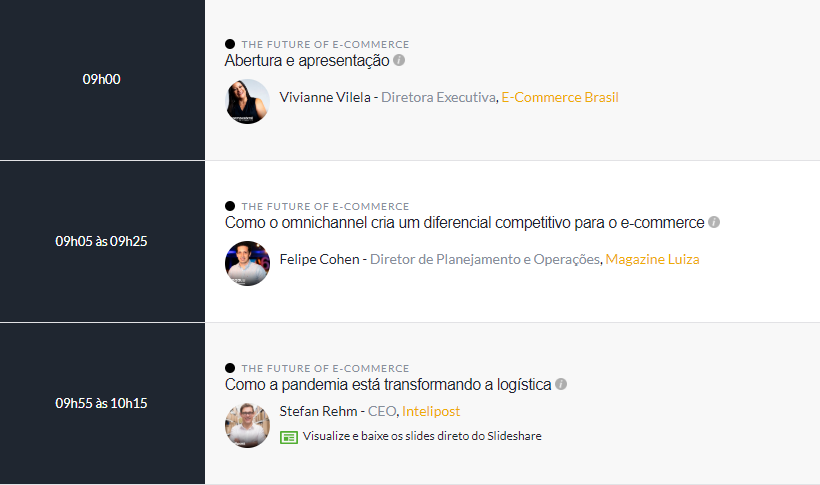 09h00
THE FUTURE OF E-COMMERCE
Abertura e apresentação
Vivianne Vilela - Diretora Executiva, E-Commerce Brasil
09h05 às 09h25
THE FUTURE OF E-COMMERCE
Como o omnichannel cria um diferencial competitivo para o e-commerce
Felipe Cohen - Diretor de Planejamento e Operações, Magazine Luiza
09h55 às 10h15
THE FUTURE OF E-COMMERCE
Como a pandemia está transformando a logística
Stefan Rehm - CEO, Intelipost
Visualize e baixe os slides direto do Slideshare